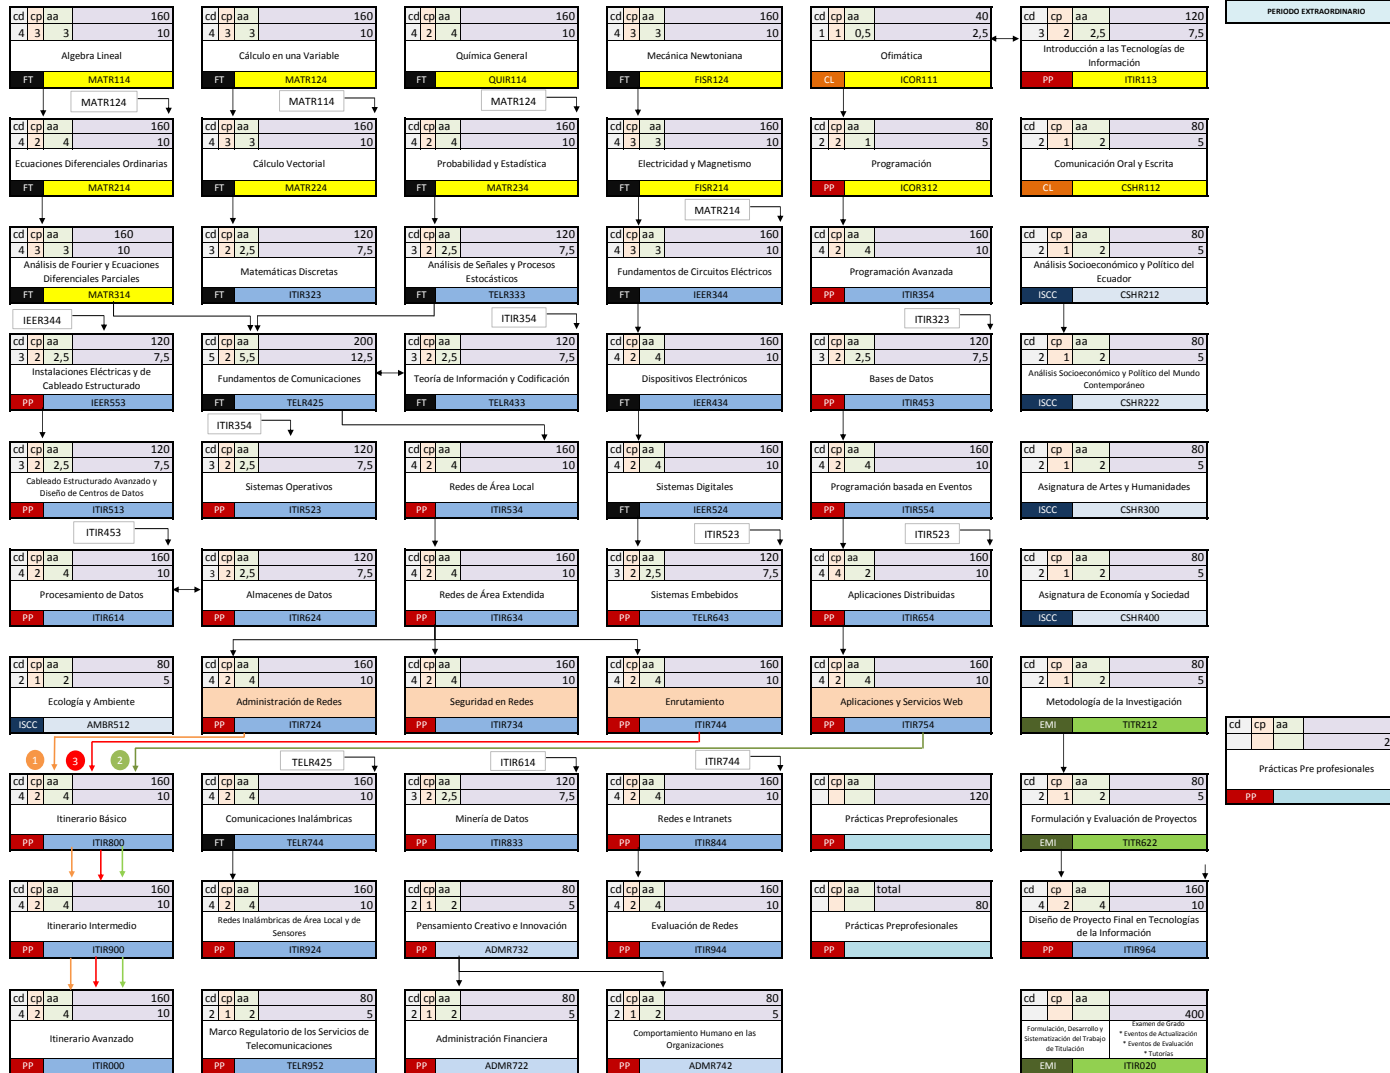 PERIODO EXTRAORDINARIO
cd cp aa 160
4 3 3 10
Algebra Lineal
FT MATR114
cd cp aa 160
4 3 3 10
Cálculo en una Variable
FT MATR124
cd cp aa 160
4 2 4 10
Química General
FT QUIR114
cd cp aa 160
4 3 3 10
Mecánica Newtoniana
FT FISR124
cd cp aa 40
1 1 0,5 2,5
Ofimática
CL ICOR111
cd cp aa 120
3 2 2,5 7,5
Introducción a las Tecnologías de
Información
PP ITIR113
MATR124
MATR114
MATR124
cd cp aa 160
4 2 4 10
Ecuaciones Diferenciales Ordinarias
FT MATR214
cd cp aa 160
4 3 3 10
Cálculo Vectorial
FT MATR224
cd cp aa 160
4 2 4 10
Probabilidad y Estadística
FT MATR234
cd cp aa 160
4 3 3 10
Electricidad y Magnetismo
FT FISR214
cd cp aa 80
2 2 1 5
Programación
PP ICOR312
cd cp aa 80
2 1 2 5
Comunicación Oral y Escrita
CL CSHR112
MATR214
cd cp aa 160
4 3 3 10
Análisis de Fourier y Ecuaciones
Diferenciales Parciales
FT MATR314
cd cp aa 120
3 2 2,5 7,5
Matemáticas Discretas
FT ITIR323
cd cp aa 120
3 2 2,5 7,5
Análisis de Señales y Procesos
Estocásticos
FT TELR333
cd cp aa 160
4 3 3 10
Fundamentos de Circuitos Eléctricos
FT IEER344
cd cp aa 160
4 2 4 10
Programación Avanzada
PP ITIR354
cd cp aa 80
2 1 2 5
Análisis Socioeconómico y Político del
Ecuador
ISCC CSHR212
IEER344
ITIR354
ITIR323
cd cp aa 120
3 2 2,5 7,5
Instalaciones Eléctricas y de
Cableado Estructurado
PP IEER553
cd cp aa 200
5 2 5,5 12,5
Fundamentos de Comunicaciones
FT TELR425
cd cp aa 120
3 2 2,5 7,5
Teoría de Información y Codificación
FT TELR433
cd cp aa 160
4 2 4 10
Dispositivos Electrónicos
FT IEER434
cd cp aa 120
3 2 2,5 7,5
Bases de Datos
PP ITIR453
cd cp aa 80
2 1 2 5
Análisis Socioeconómico y Político del Mundo
Contemporáneo
ISCC CSHR222
ITIR354
cd cp aa 120
3 2 2,5 7,5
Cableado Estructurado Avanzado y
Diseño de Centros de Datos
PP ITIR513
cd cp aa 120
3 2 2,5 7,5
Sistemas Operativos
PP ITIR523
cd cp aa 160
4 2 4 10
Redes de Área Local
PP ITIR534
cd cp aa 160
4 2 4 10
Sistemas Digitales
FT IEER524
cd cp aa 160
4 2 4 10
Programación basada en Eventos
PP ITIR554
cd cp aa 80
2 1 2 5
Asignatura de Artes y Humanidades
ISCC CSHR300
ITIR453
ITIR523
ITIR523
cd cp aa 160
4 2 4 10
Procesamiento de Datos
PP ITIR614
cd cp aa 120
3 2 2,5 7,5
Almacenes de Datos
PP ITIR624
cd cp aa 160
4 2 4 10
Redes de Área Extendida
PP ITIR634
cd cp aa 120
3 2 2,5 7,5
Sistemas Embebidos
PP TELR643
cd cp aa 160
4 4 2 10
Aplicaciones Distribuidas
PP ITIR654
cd cp aa 80
2 1 2 5
Asignatura de Economía y Sociedad
ISCC CSHR400
cd cp aa 80
2 1 2 5
Ecología y Ambiente
ISCC AMBR512
cd cp aa 160
4 2 4 10
Administración de Redes
PP ITIR724
cd cp aa 160
4 2 4 10
Seguridad en Redes
PP ITIR734
cd cp aa 160
4 2 4 10
Enrutamiento
PP ITIR744
cd cp aa 160
4 2 4 10
Aplicaciones y Servicios Web
PP ITIR754
cd cp aa 80
2 1 2 5
Metodología de la Investigación
EMI TITR212
cd cp aa
2
Prácticas Pre profesionales
PP
1 3 2
TELR425
ITIR614
ITIR744
cd cp aa 160
4 2 4 10
Itinerario Básico
PP ITIR800
cd cp aa 160
4 2 4 10
Comunicaciones Inalámbricas
FT TELR744
cd cp aa 120
3 2 2,5 7,5
Minería de Datos
PP ITIR833
cd cp aa 160
4 2 4 10
Redes e Intranets
PP ITIR844
cd cp aa
120
Prácticas Preprofesionales
PP
cd cp aa 80
2 1 2 5
Formulación y Evaluación de Proyectos
EMI TITR622
cd cp aa 160
4 2 4 10
Itinerario Intermedio
PP ITIR900
cd cp aa 160
4 2 4 10
Redes Inalámbricas de Área Local y de
Sensores
PP ITIR924
cd cp aa 80
2 1 2 5
Pensamiento Creativo e Innovación
PP ADMR732
cd cp aa 160
4 2 4 10
Evaluación de Redes
PP ITIR944
cd cp aa total
80
Prácticas Preprofesionales
PP
cd cp aa 160
4 2 4 10
Diseño de Proyecto Final en Tecnologías
de la Información
PP ITIR964
cd cp aa 160
4 2 4 10
Itinerario Avanzado
PP ITIR000
cd cp aa 80
2 1 2 5
Marco Regulatorio de los Servicios de
Telecomunicaciones
PP TELR952
cd cp aa 80
2 1 2 5
Administración Financiera
PP ADMR722
cd cp aa 80
2 1 2 5
Comportamiento Humano en las
Organizaciones
PP ADMR742
cd cp aa
400
Formulación, Desarrollo y
Sistematización del Trabajo
de Titulación
Examen de Grado
* Eventos de Actualización
* Eventos de Evaluación
* Tutorías
EMI ITIR020